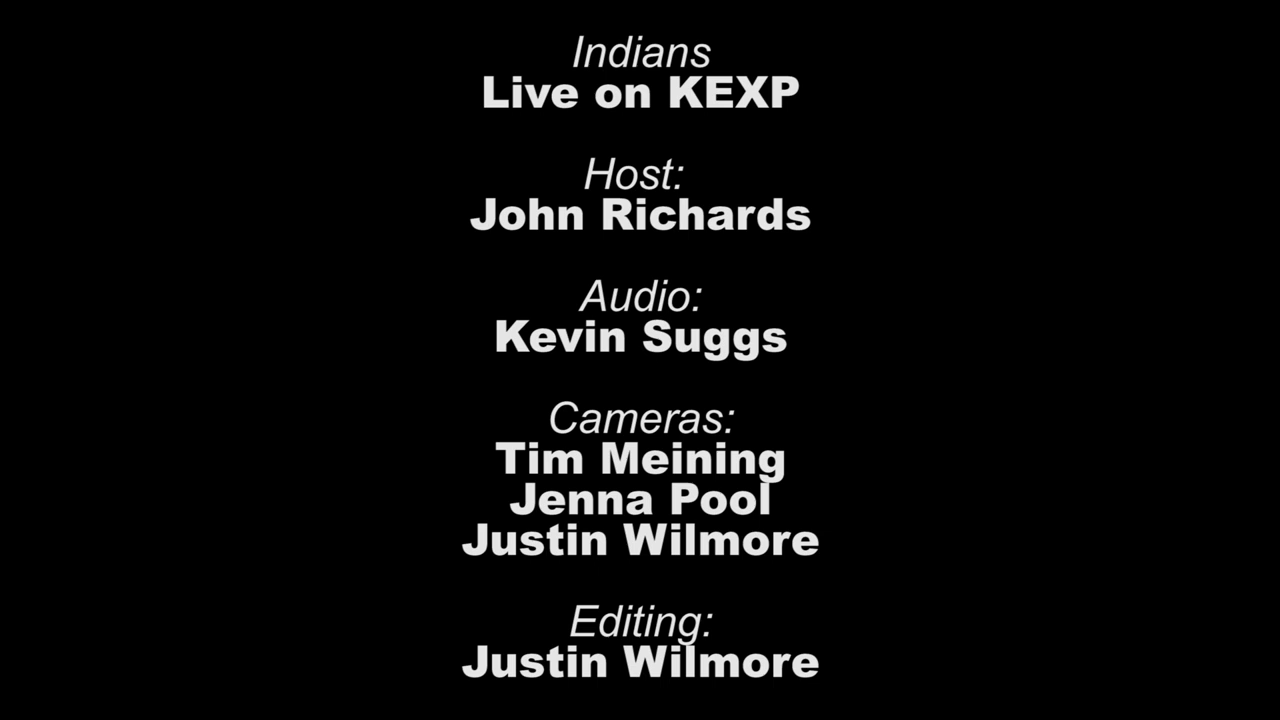 Indians
Live on KEXP
Host:
John Richards
Audio:
Kevin Suggs
Cameras:
Tim Meining
Jenna Pool
Justin Wilmore
Editing:
Justin Wilmore